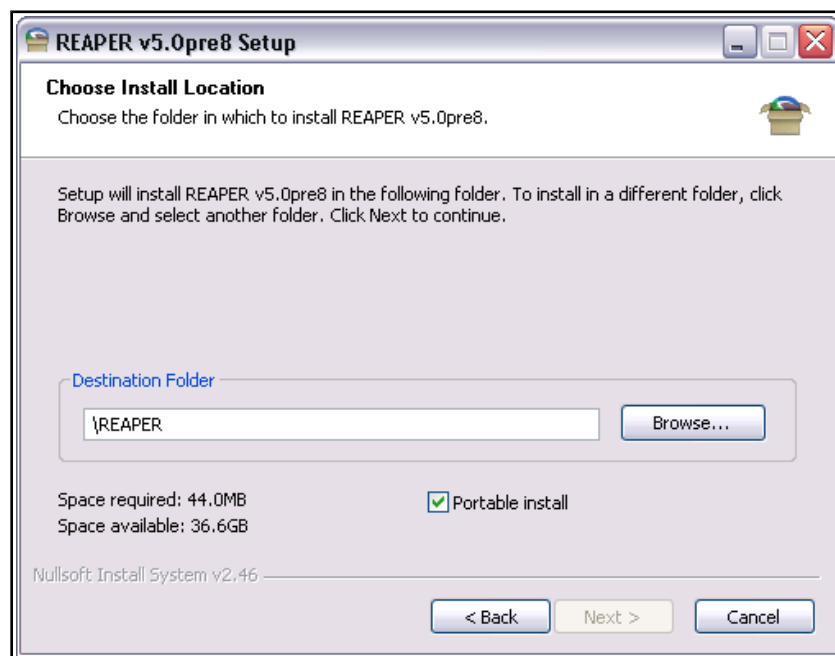 REAPER v5.0pre8 Setup
Choose Install Location
Choose the folder in which to install REAPER v5.0pre8.
Setup will install REAPER v5.0pre8 in the following folder. To install in a different folder, click
Browse and select another folder. Click Next to continue.
Destination Folder
\REAPER
Browse...
Space required: 44.0MB
Portable install
Space available: 36.6GB
Nullsoft Install System v2.46
< Back
Next >
Cancel